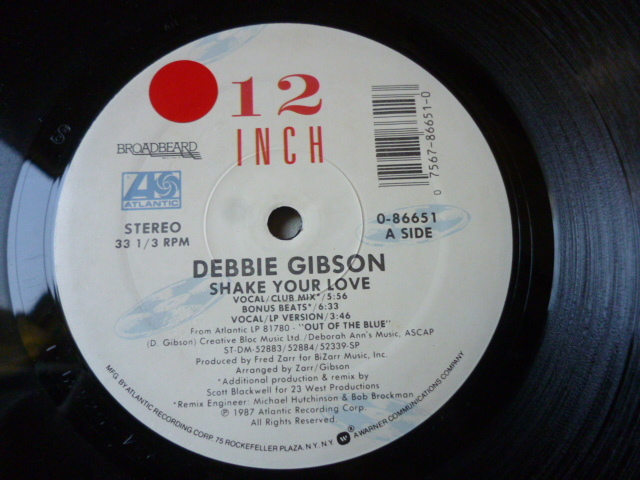 12
INCH
BROADBEARD
ATLANTIC
STEREO
33 1/3 RPM
0 7567-86651-0
0-86651
A SIDE
DEBBIE GIBSON
SHAKE YOUR LOVE
VOCAL/CLUB MIX*/5:56
BONUS BEATS*/6:33
VOCAL/LP VERSION/3:46
From Atlantic LP 81780 - "OUT OF THE BLUE"
(D. Gibson) Creative Bloc Music Ltd./Deborah Ann's Music, ASCAP
ST-DM-52883/52884/52339-SP
Produced by Fred Zarr for BiZarr Music, Inc.
Arranged by Zarr/Gibson
*Additional production & remix by
Scott Blackwell for 23 West Productions
*Remix Engineer: Michael Hutchinson & Bob Brockman
℗ 1987 Atlantic Recording Corp.
All Rights Reserved.
MFG. BY ATLANTIC RECORDING CORP. 75 ROCKEFELLER PLAZA, N.Y. N.Y. A WARNER COMMUNICATIONS COMPANY